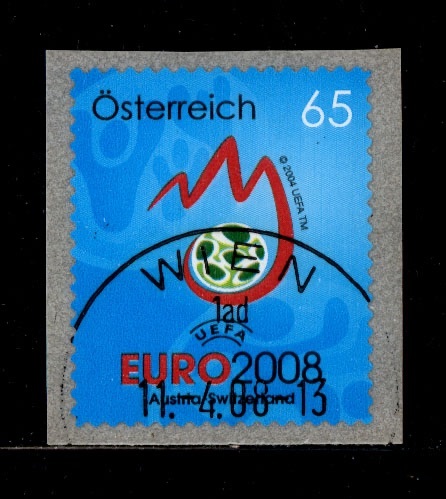 Österreich 65
© 2004 UEFA TM
WIEN
1ad
UEFA
EURO2008
11. 4.08-13
Austria-Switzerland